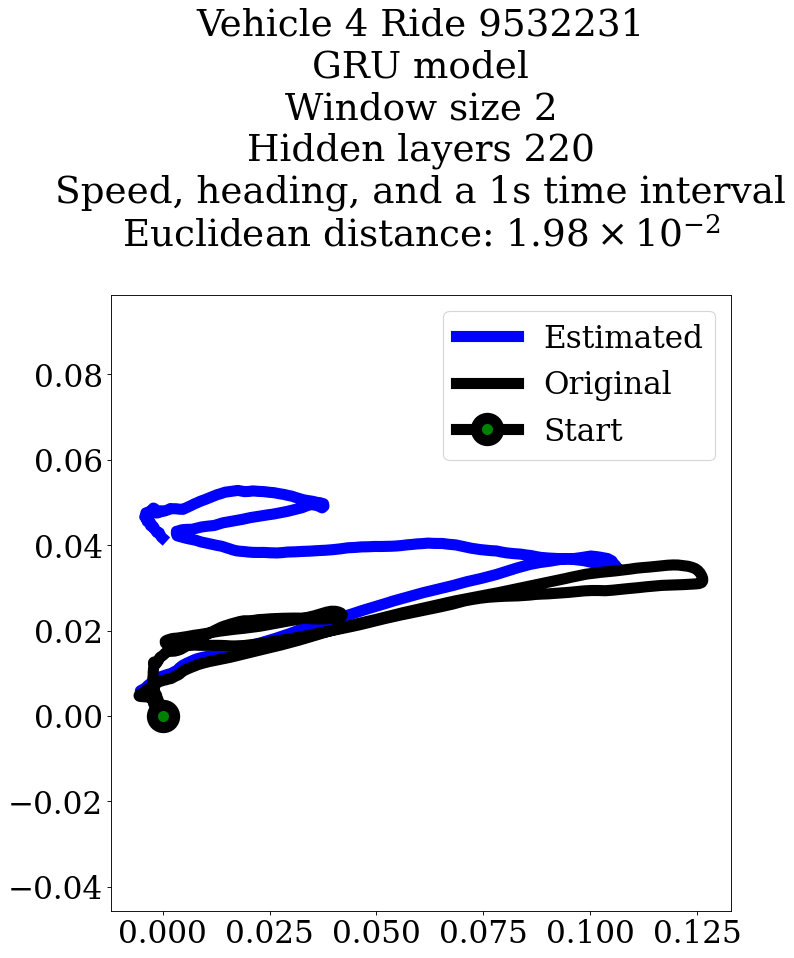 Vehicle 4 Ride 9532231
GRU model
Window size 2
Hidden layers 220
Speed, heading, and a 1s time interval
Euclidean distance: 1.98 × 10⁻²
Estimated
Original
Start
0.08
0.06
0.04
0.02
0.00
−0.02
−0.04
0.000 0.025 0.050 0.075 0.100 0.125